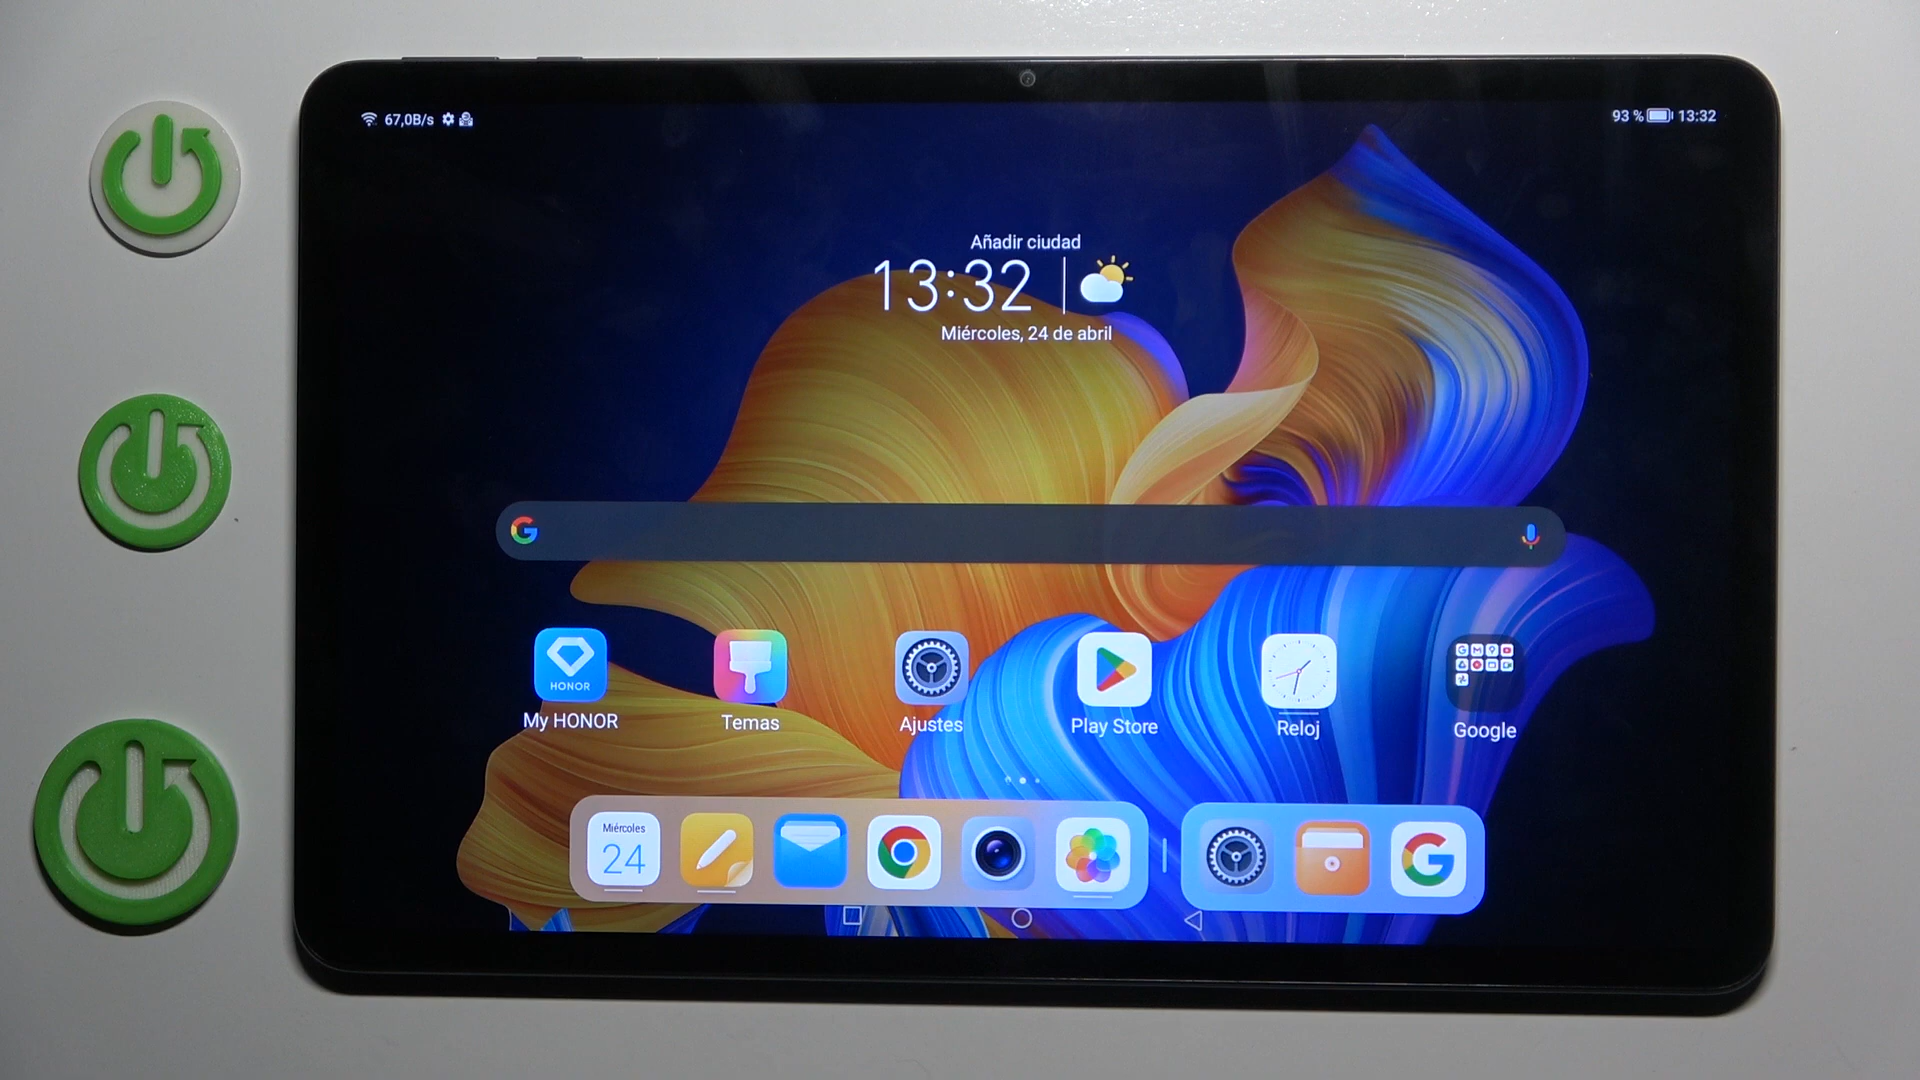 67,0B/s
93 % 13:32
Añadir ciudad
13:32
Miércoles, 24 de abril
HONOR
My HONOR
Temas
Ajustes
Play Store
Reloj
Google
Miércoles
24